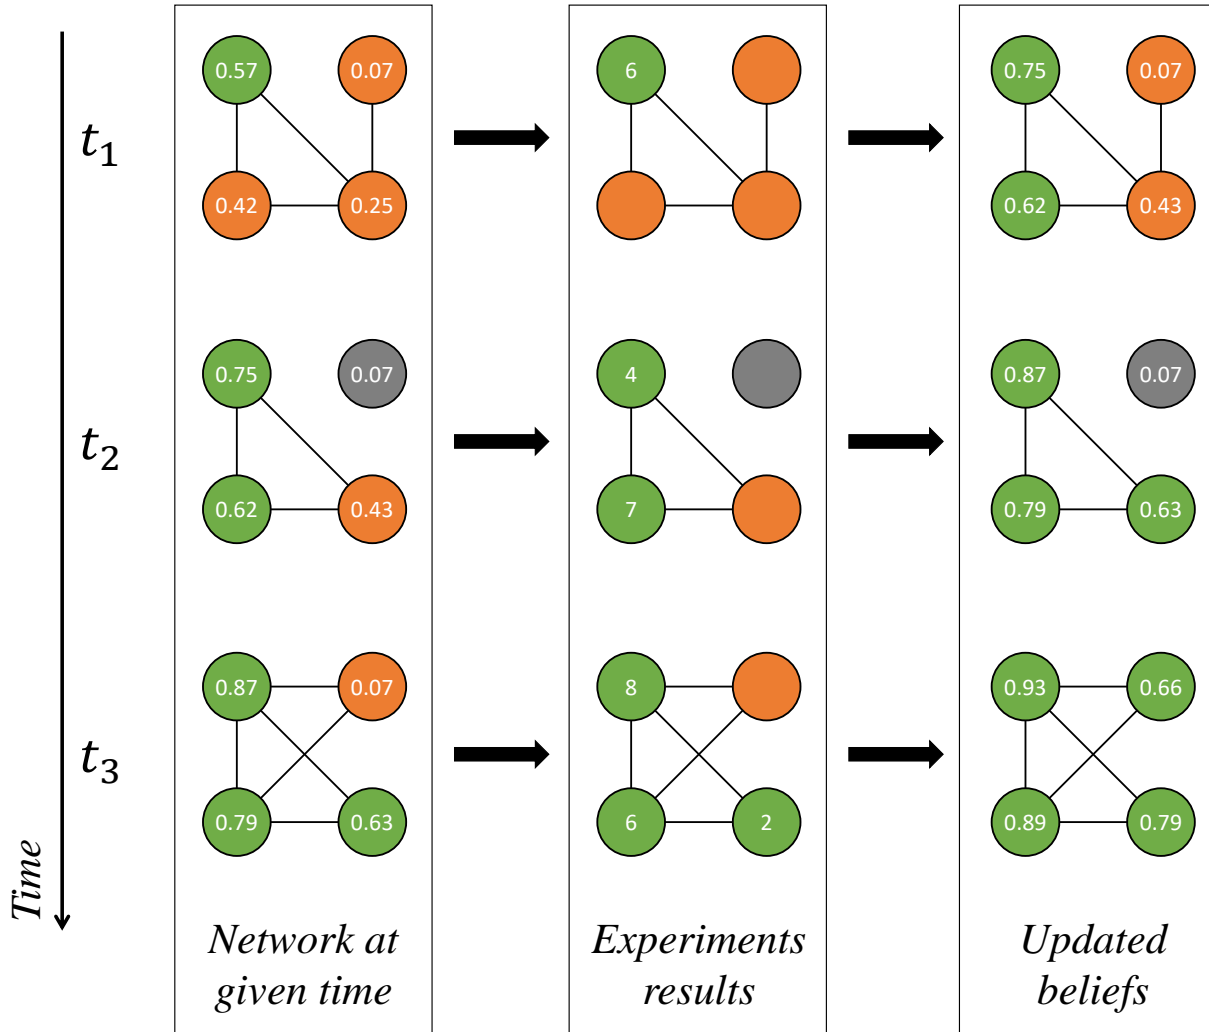 0.57 0.07 6 0.75 0.07
t₁
0.42 0.25 0.62 0.43
0.75 0.07 4 0.87 0.07
t₂
0.62 0.43 7 0.79 0.63
0.87 0.07 8 0.93 0.66
t₃
0.79 0.63 6 2 0.89 0.79
Time
Network at
given time
Experiments
results
Updated
beliefs